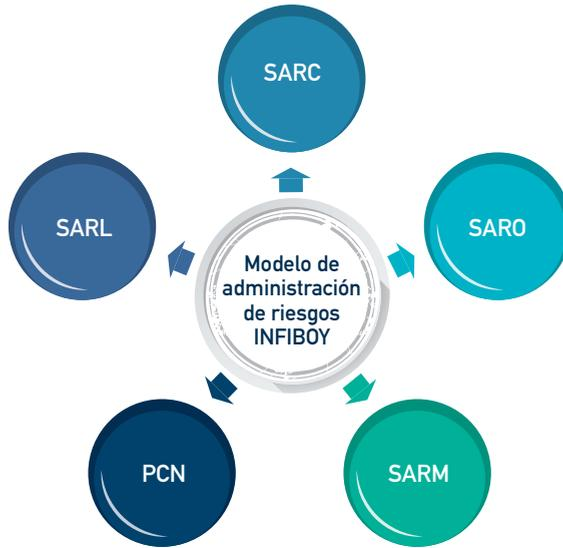 SARC
SARL
SARO
Modelo de
administración
de riesgos
INFIBOY
PCN
SARM